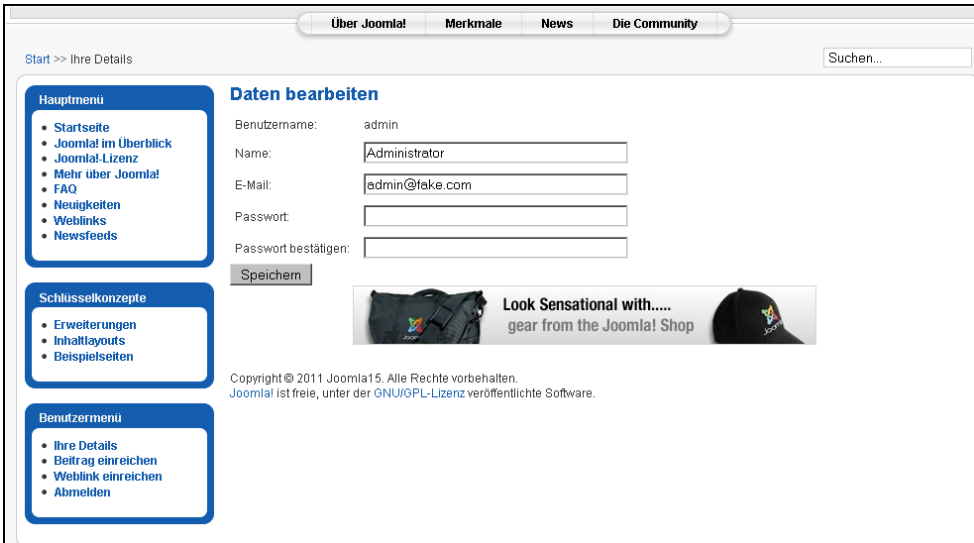 Über Joomla! Merkmale News Die Community
Start >> Ihre Details
Suchen...
Hauptmenü
Startseite
Joomla! im Überblick
Joomla!-Lizenz
Mehr über Joomla!
FAQ
Neuigkeiten
Weblinks
Newsfeeds
Schlüsselkonzepte
Erweiterungen
Inhaltlayouts
Beispielseiten
Benutzermenü
Ihre Details
Beitrag einreichen
Weblink einreichen
Abmelden
Daten bearbeiten
Benutzername: admin
Name: Administrator
E-Mail: admin@fake.com
Passwort:
Passwort bestätigen:
Speichern
Look Sensational with.....
gear from the Joomla! Shop
Copyright © 2011 Joomla15. Alle Rechte vorbehalten.
Joomla! ist freie, unter der GNU/GPL-Lizenz veröffentlichte Software.